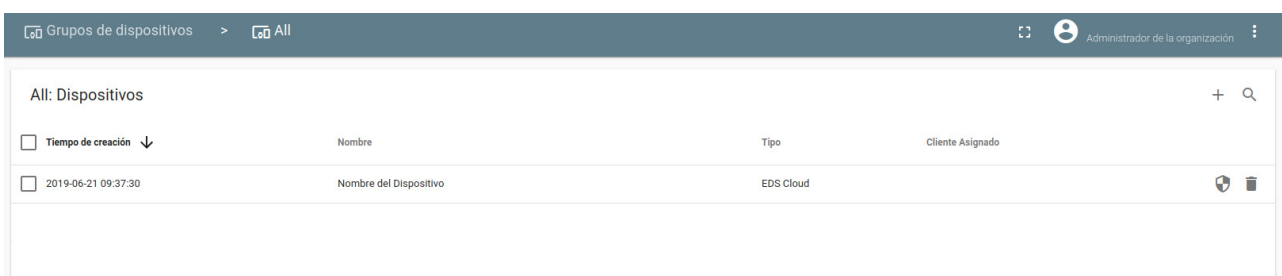 Grupos de dispositivos > All
Administrador de la organización
All: Dispositivos
Tiempo de creación Nombre Tipo Cliente Asignado
2019-06-21 09:37:30 Nombre del Dispositivo EDS Cloud